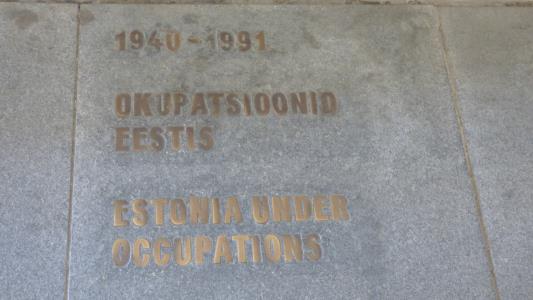 1940-1991
OKUPATSIOONID
EESTIS
ESTONIA UNDER
OCCUPATIONS